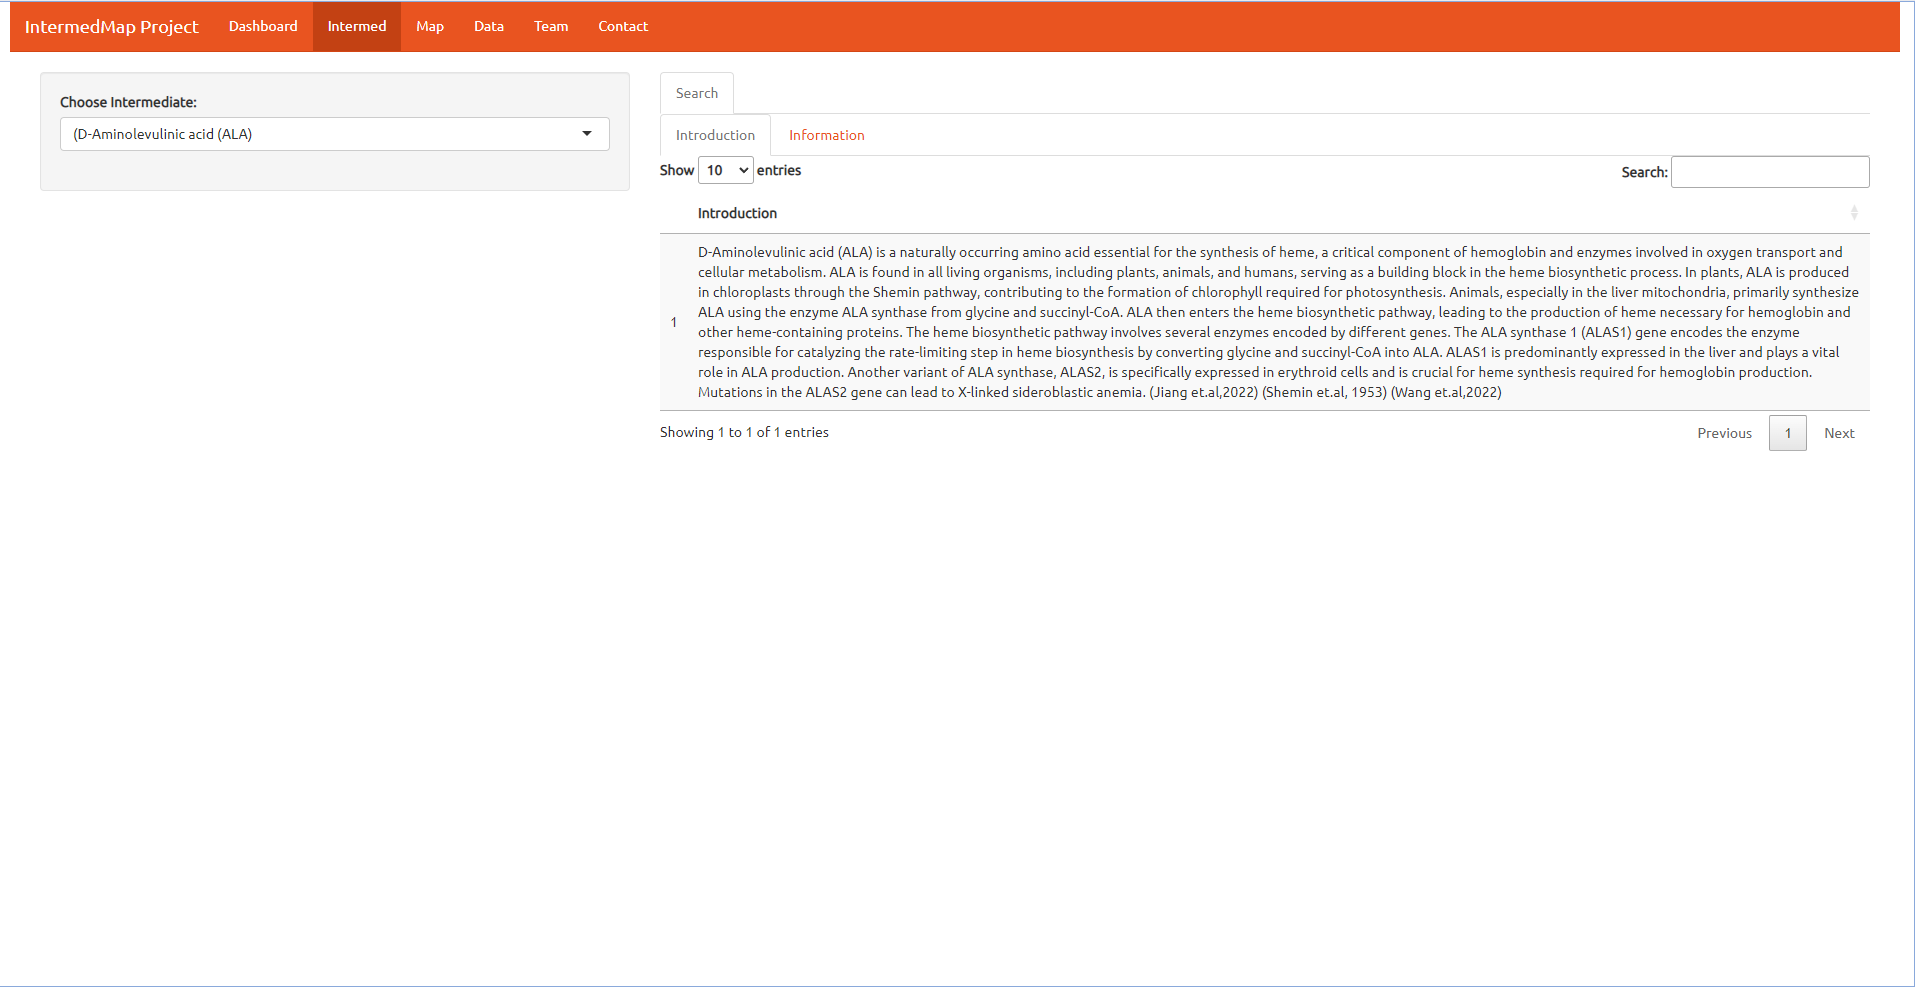 IntermedMap Project Dashboard Intermed Map Data Team Contact
Choose Intermediate:
(D-Aminolevulinic acid (ALA)
Search
Introduction Information
Show 10 entries
Search:
Introduction
1
D-Aminolevulinic acid (ALA) is a naturally occurring amino acid essential for the synthesis of heme, a critical component of hemoglobin and enzymes involved in oxygen transport and
cellular metabolism. ALA is found in all living organisms, including plants, animals, and humans, serving as a building block in the heme biosynthetic process. In plants, ALA is produced
in chloroplasts through the Shemin pathway, contributing to the formation of chlorophyll required for photosynthesis. Animals, especially in the liver mitochondria, primarily synthesize
ALA using the enzyme ALA synthase from glycine and succinyl-CoA. ALA then enters the heme biosynthetic pathway, leading to the production of heme necessary for hemoglobin and
other heme-containing proteins. The heme biosynthetic pathway involves several enzymes encoded by different genes. The ALA synthase 1 (ALAS1) gene encodes the enzyme
responsible for catalyzing the rate-limiting step in heme biosynthesis by converting glycine and succinyl-CoA into ALA. ALAS1 is predominantly expressed in the liver and plays a vital
role in ALA production. Another variant of ALA synthase, ALAS2, is specifically expressed in erythroid cells and is crucial for heme synthesis required for hemoglobin production.
Mutations in the ALAS2 gene can lead to X-linked sideroblastic anemia. (Jiang et.al,2022) (Shemin et.al, 1953) (Wang et.al,2022)
Showing 1 to 1 of 1 entries
Previous 1 Next